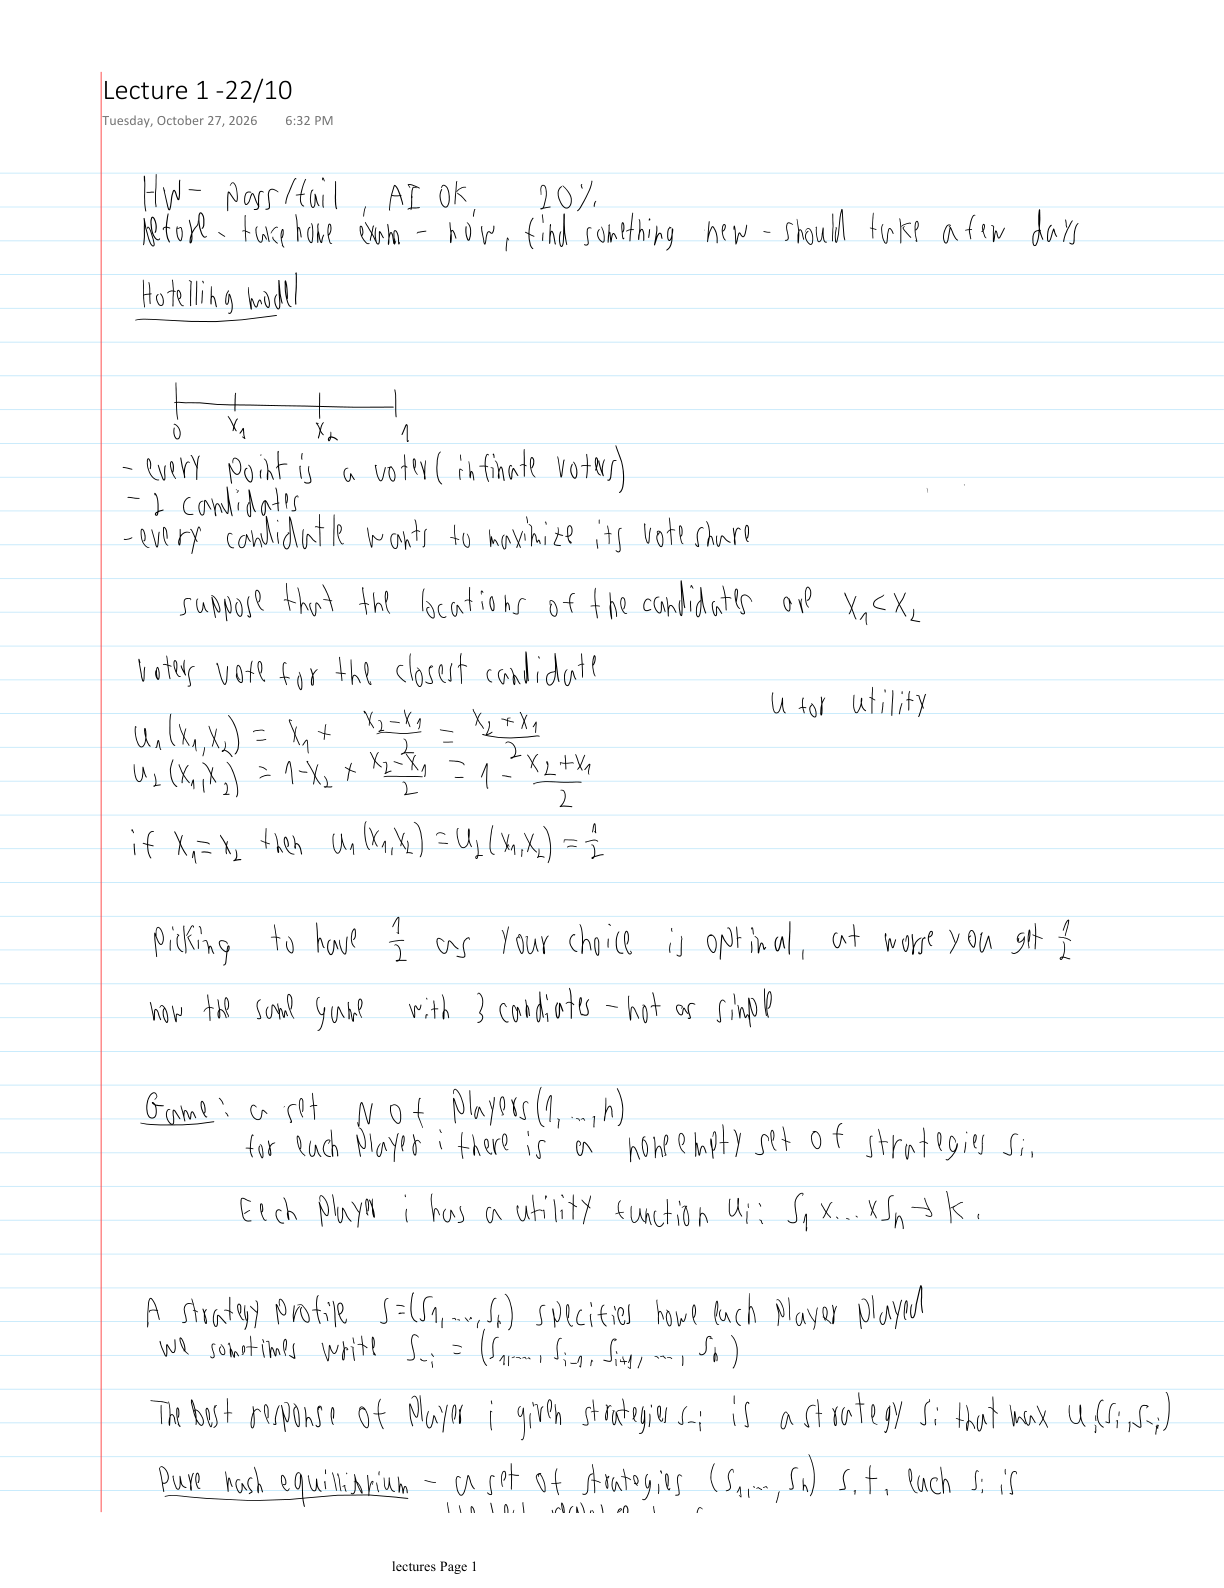 Lecture 1 -22/10
Tuesday, October 27, 2026 6:32 PM
HW - pass/fail, AI OK, 20%
before - take home exam - now, find something new - should take a few days
Hotelling model
0 x₁ x₂ 1
- every point is a voter (infinate voters)
- 2 candidates
- every candidate wants to maximize its vote share
suppose that the locations of the candidates are x₁<x₂
voters vote for the closest candidate
u for utility
u₁(x₁,x₂) = x₁ + (x₂-x₁)/2 = (x₂+x₁)/2
u₂(x₁,x₂) = 1-x₂ + (x₂-x₁)/2 = 1 - (x₂+x₁)/2
if x₁=x₂ then u₁(x₁,x₂) = u₂(x₁,x₂) = 1/2
picking to have 1/2 as your choice is optimal, at worse you get 1/2
now the same game with 3 candiates - not as simple
Game: a set N of players (1,...,n)
for each player i there is a none empty set of strategies Si.
Each player i has a utility function ui: S₁ x...x Sn → R.
A strategy profile s=(s₁,...,sn) specifies howe each player played
we sometimes write s₋i = (s₁,...,si-1,si+1,...,sn)
The best response of player i given strategies s-i is a strategy si that max ui(si,s-i)
Pure nash equillibrium - a set of strategies (s₁,...,sn) s.t. each si is
lectures Page 1